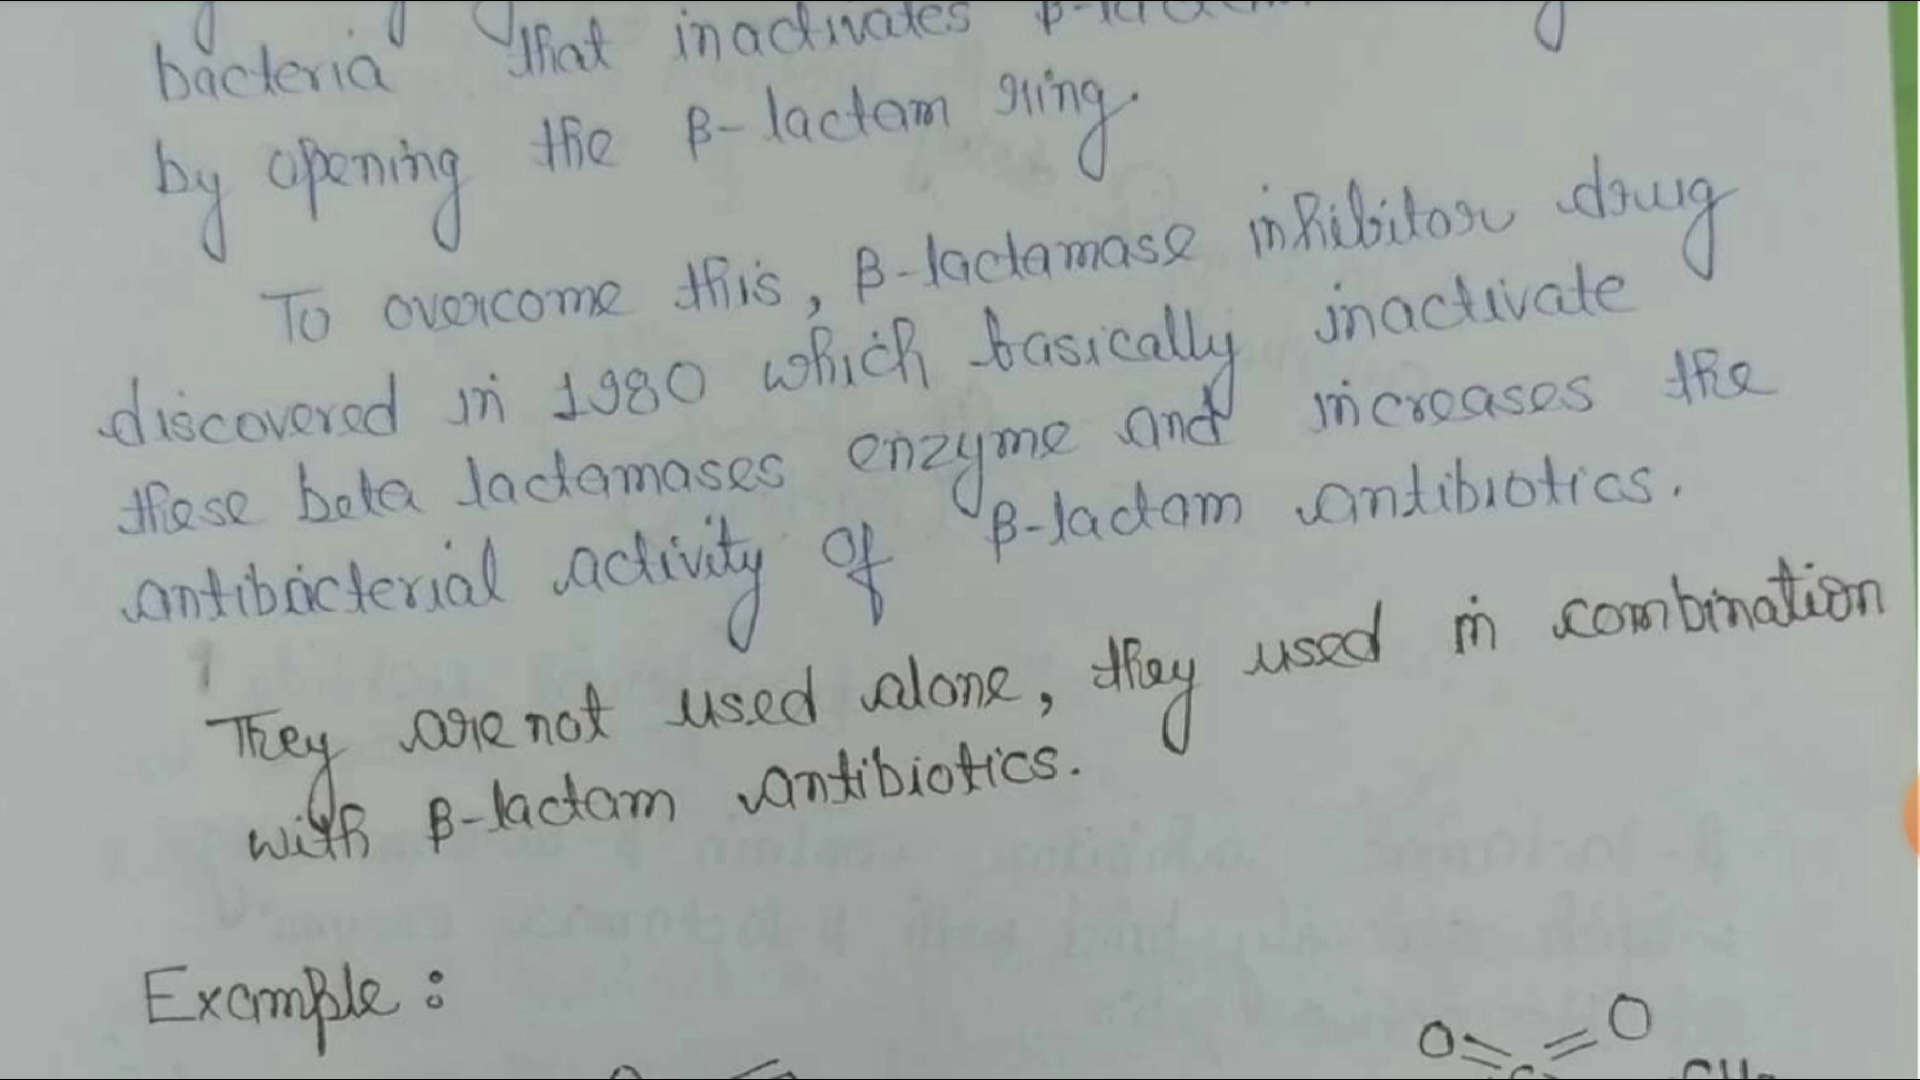 bacteria that inactivates
by opening the β-lactam ring.
To overcome this, β-lactamase inhibitor drug
discovered in 1980 which basically inactivate
these beta lactamases enzyme and increases the
antibacterial activity of β-lactam antibiotics.
They are not used alone, they used in combination
with β-lactam antibiotics.
Example :
O O